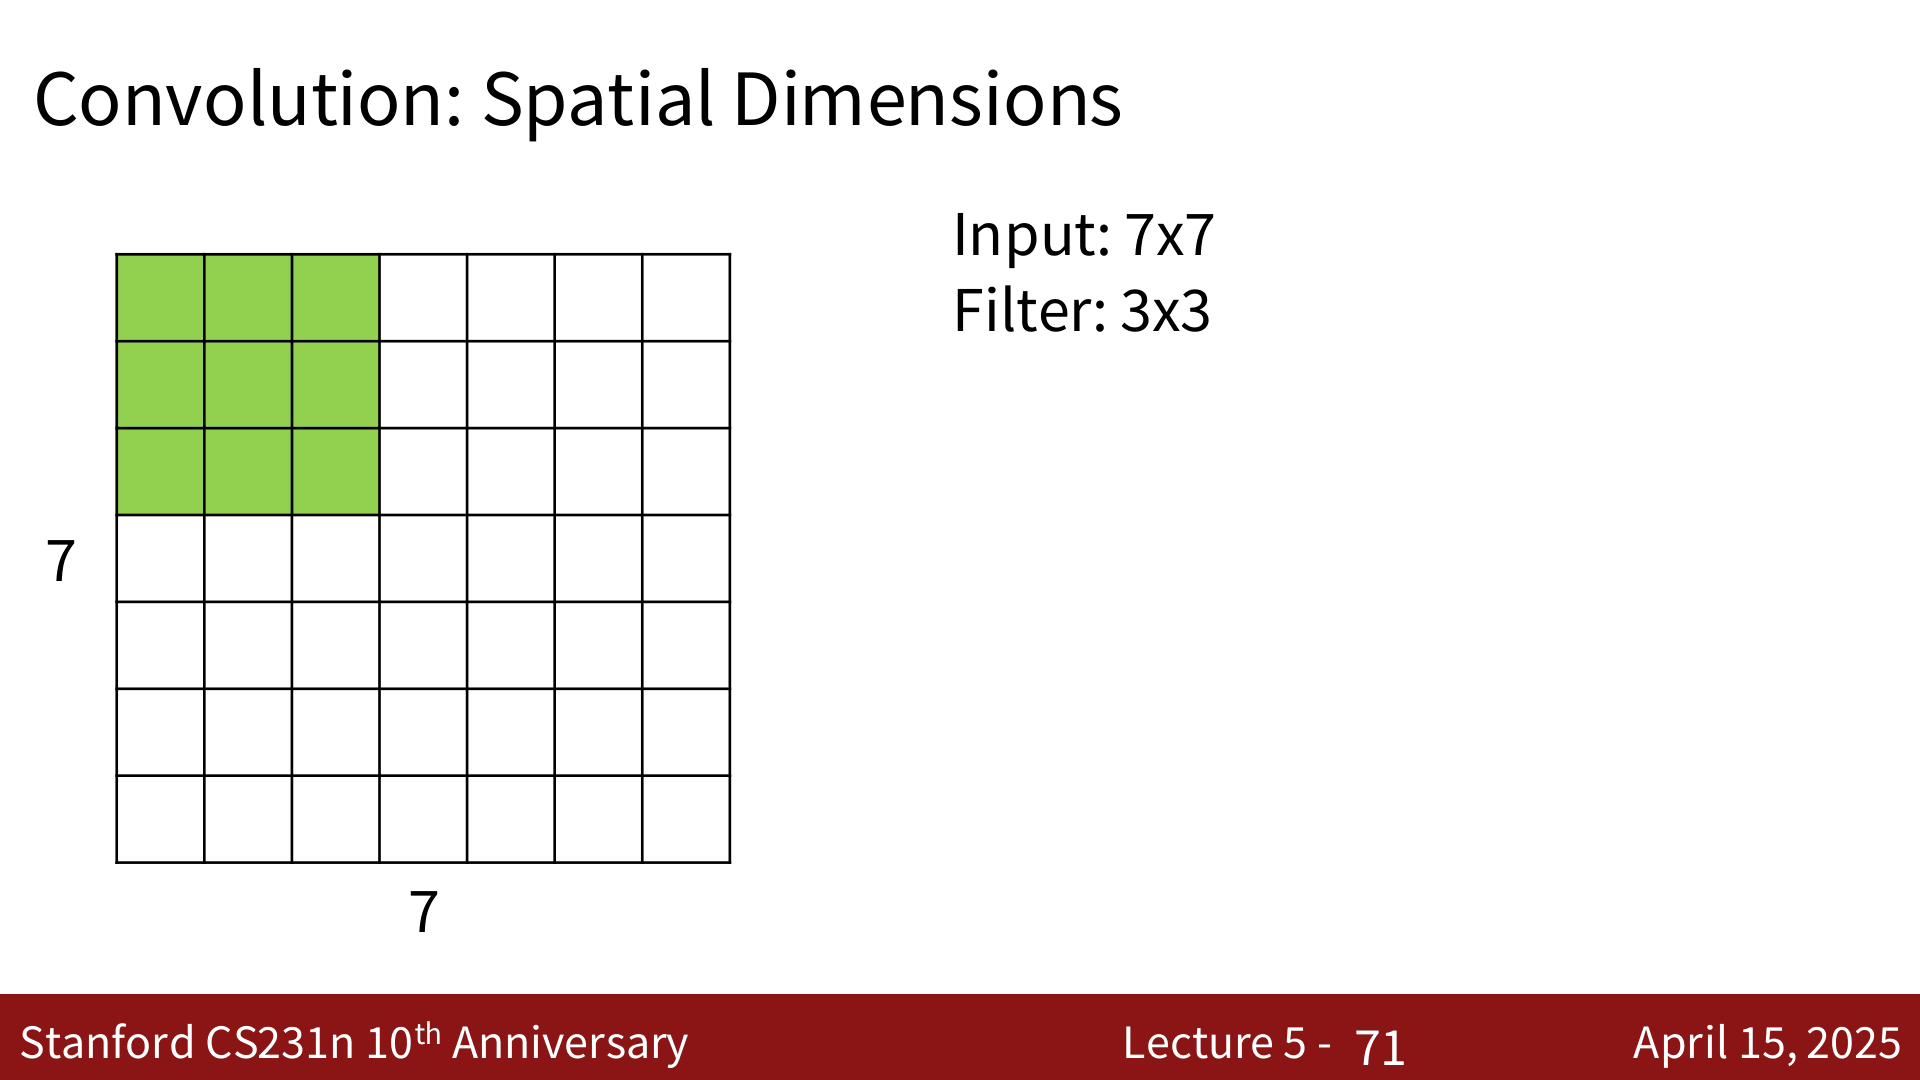 Convolution: Spatial Dimensions
Input: 7x7
Filter: 3x3
7
7
Stanford CS231n 10th Anniversary
Lecture 5 - 71
April 15, 2025